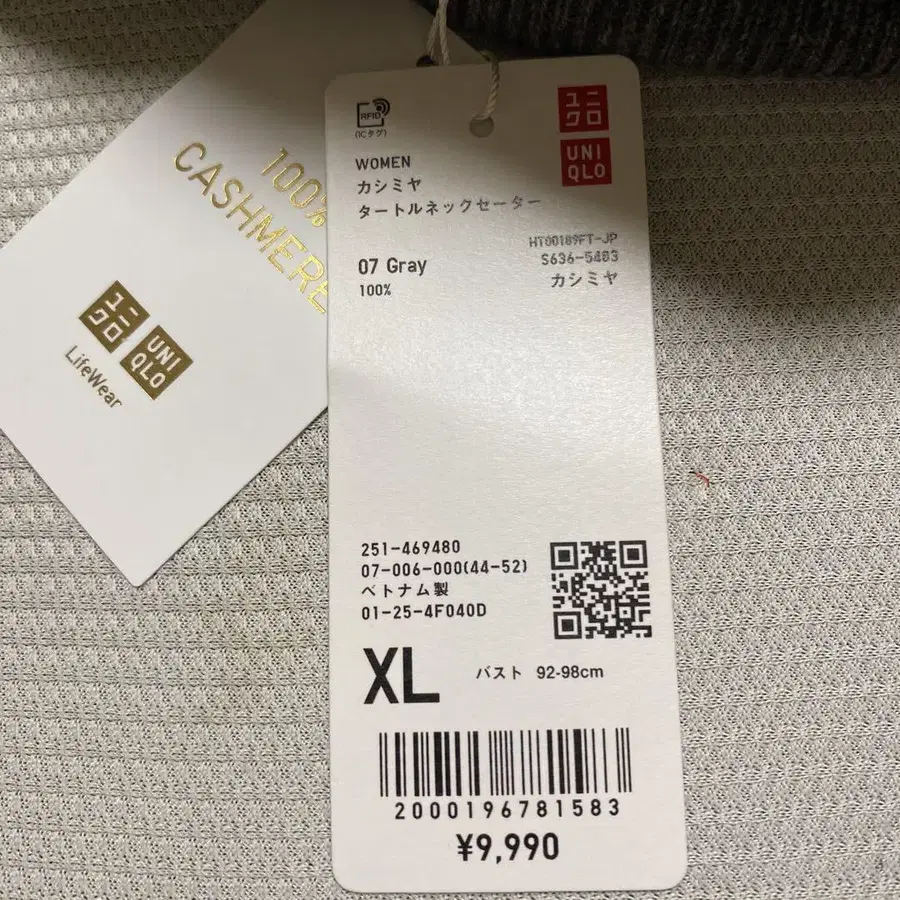 100%
CASHMERE
ユニ
クロ
UNI
QLO
LifeWear
RFID
(ICタグ)
ユニ
クロ
UNI
QLO
WOMEN
カシミヤ
タートルネックセーター
HT00189FT-JP
S636-5403
07 Gray
カシミヤ
100%
251-469480
07-006-000(44-52)
ベトナム製
01-25-4F040D
XL
バスト 92-98cm
2000196781583
¥9,990